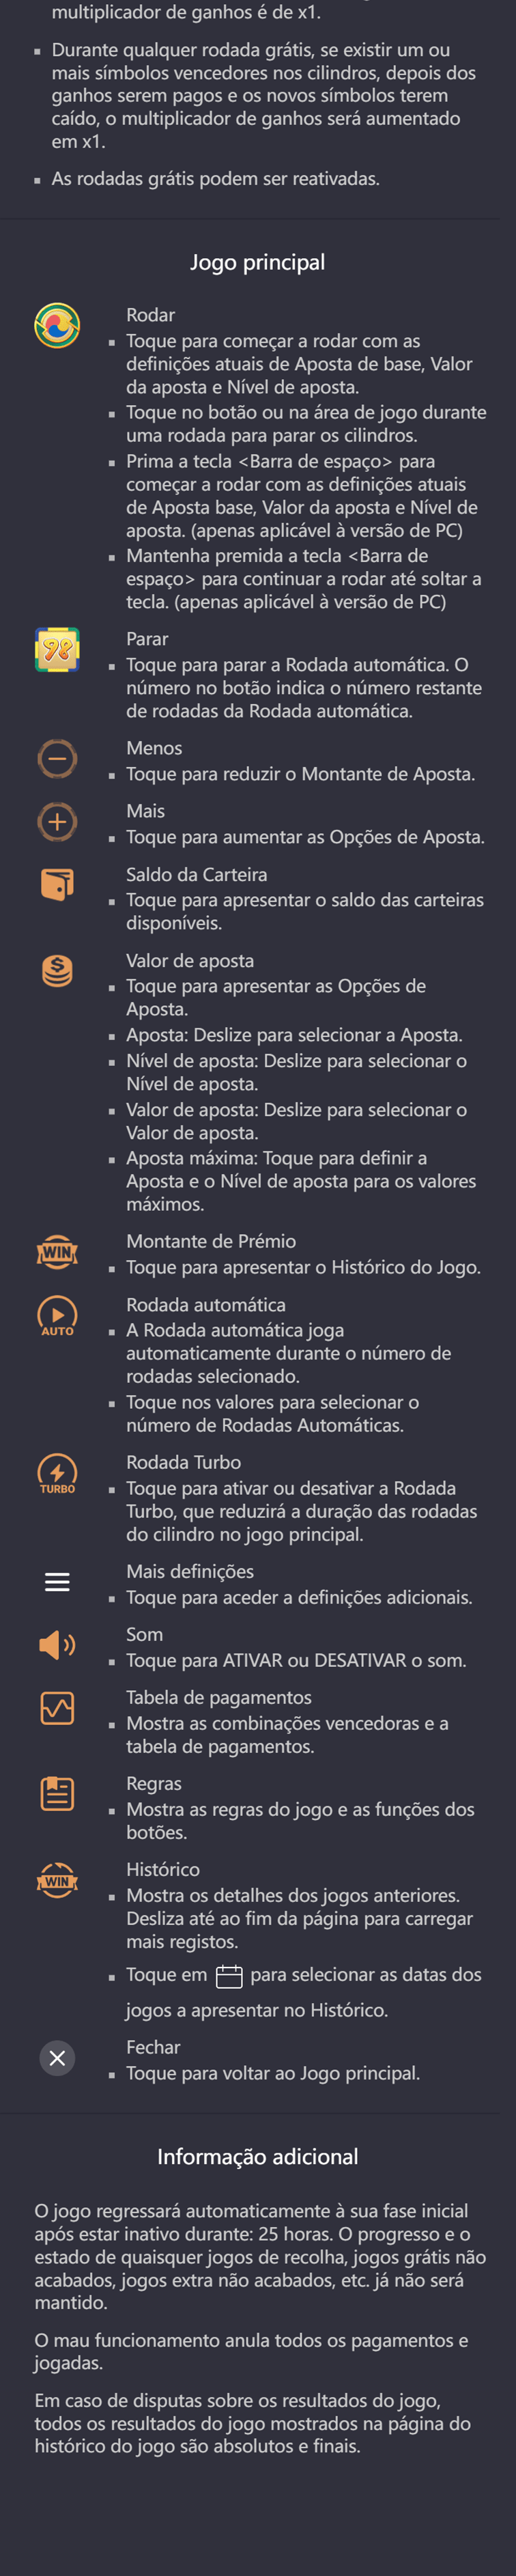 multiplicador de ganhos é de x1.
Durante qualquer rodada grátis, se existir um ou
mais símbolos vencedores nos cilindros, depois dos
ganhos serem pagos e os novos símbolos terem
caído, o multiplicador de ganhos será aumentado
em x1.
As rodadas grátis podem ser reativadas.
Jogo principal
Rodar
Toque para começar a rodar com as
definições atuais de Aposta de base, Valor
da aposta e Nível de aposta.
Toque no botão ou na área de jogo durante
uma rodada para parar os cilindros.
Prima a tecla <Barra de espaço> para
começar a rodar com as definições atuais
de Aposta base, Valor da aposta e Nível de
aposta. (apenas aplicável à versão de PC)
Mantenha premida a tecla <Barra de
espaço> para continuar a rodar até soltar a
tecla. (apenas aplicável à versão de PC)
98
Parar
Toque para parar a Rodada automática. O
número no botão indica o número restante
de rodadas da Rodada automática.
Menos
Toque para reduzir o Montante de Aposta.
Mais
Toque para aumentar as Opções de Aposta.
Saldo da Carteira
Toque para apresentar o saldo das carteiras
disponíveis.
$
Valor de aposta
Toque para apresentar as Opções de
Aposta.
Aposta: Deslize para selecionar a Aposta.
Nível de aposta: Deslize para selecionar o
Nível de aposta.
Valor de aposta: Deslize para selecionar o
Valor de aposta.
Aposta máxima: Toque para definir a
Aposta e o Nível de aposta para os valores
máximos.
WIN
Montante de Prémio
Toque para apresentar o Histórico do Jogo.
AUTO
Rodada automática
A Rodada automática joga
automaticamente durante o número de
rodadas selecionado.
Toque nos valores para selecionar o
número de Rodadas Automáticas.
TURBO
Rodada Turbo
Toque para ativar ou desativar a Rodada
Turbo, que reduzirá a duração das rodadas
do cilindro no jogo principal.
Mais definições
Toque para aceder a definições adicionais.
Som
Toque para ATIVAR ou DESATIVAR o som.
Tabela de pagamentos
Mostra as combinações vencedoras e a
tabela de pagamentos.
Regras
Mostra as regras do jogo e as funções dos
botões.
WIN
Histórico
Mostra os detalhes dos jogos anteriores.
Desliza até ao fim da página para carregar
mais registos.
Toque em para selecionar as datas dos
jogos a apresentar no Histórico.
Fechar
Toque para voltar ao Jogo principal.
Informação adicional
O jogo regressará automaticamente à sua fase inicial
após estar inativo durante: 25 horas. O progresso e o
estado de quaisquer jogos de recolha, jogos grátis não
acabados, jogos extra não acabados, etc. já não será
mantido.
O mau funcionamento anula todos os pagamentos e
jogadas.
Em caso de disputas sobre os resultados do jogo,
todos os resultados do jogo mostrados na página do
histórico do jogo são absolutos e finais.